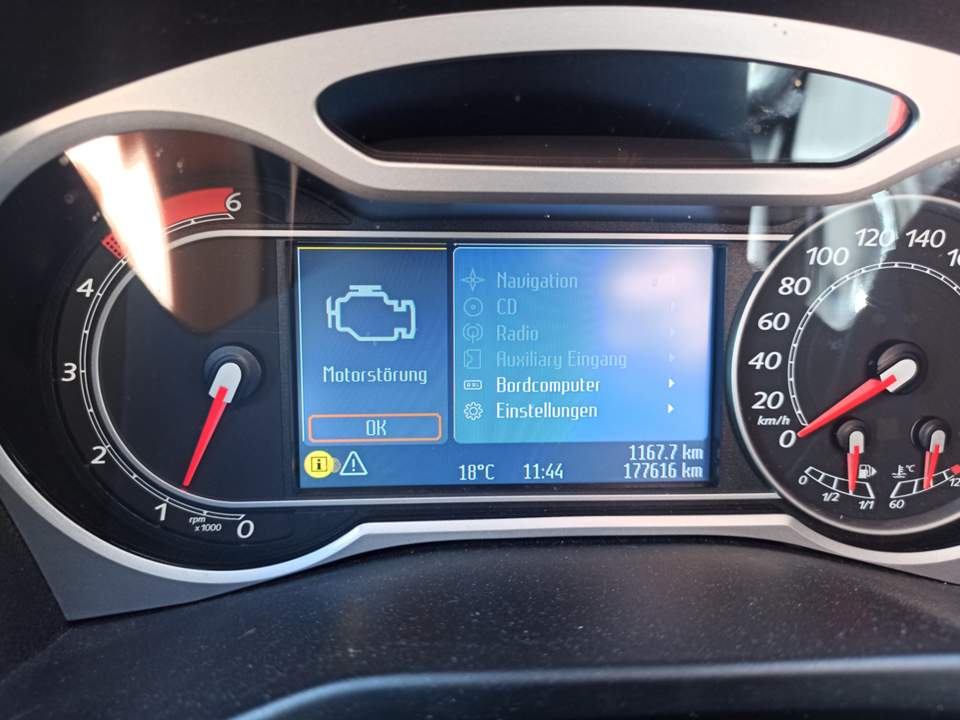 6
4
3
2
1
rpm
x1000
0
Motorstörung
OK
Navigation
CD
Radio
Auxiliary Eingang
Bordcomputer
Einstellungen
18°C 11:44
1167.7 km
177616 km
0
20
40
60
80
100
120
140
km/h
0
1/2
1/1
°C
60